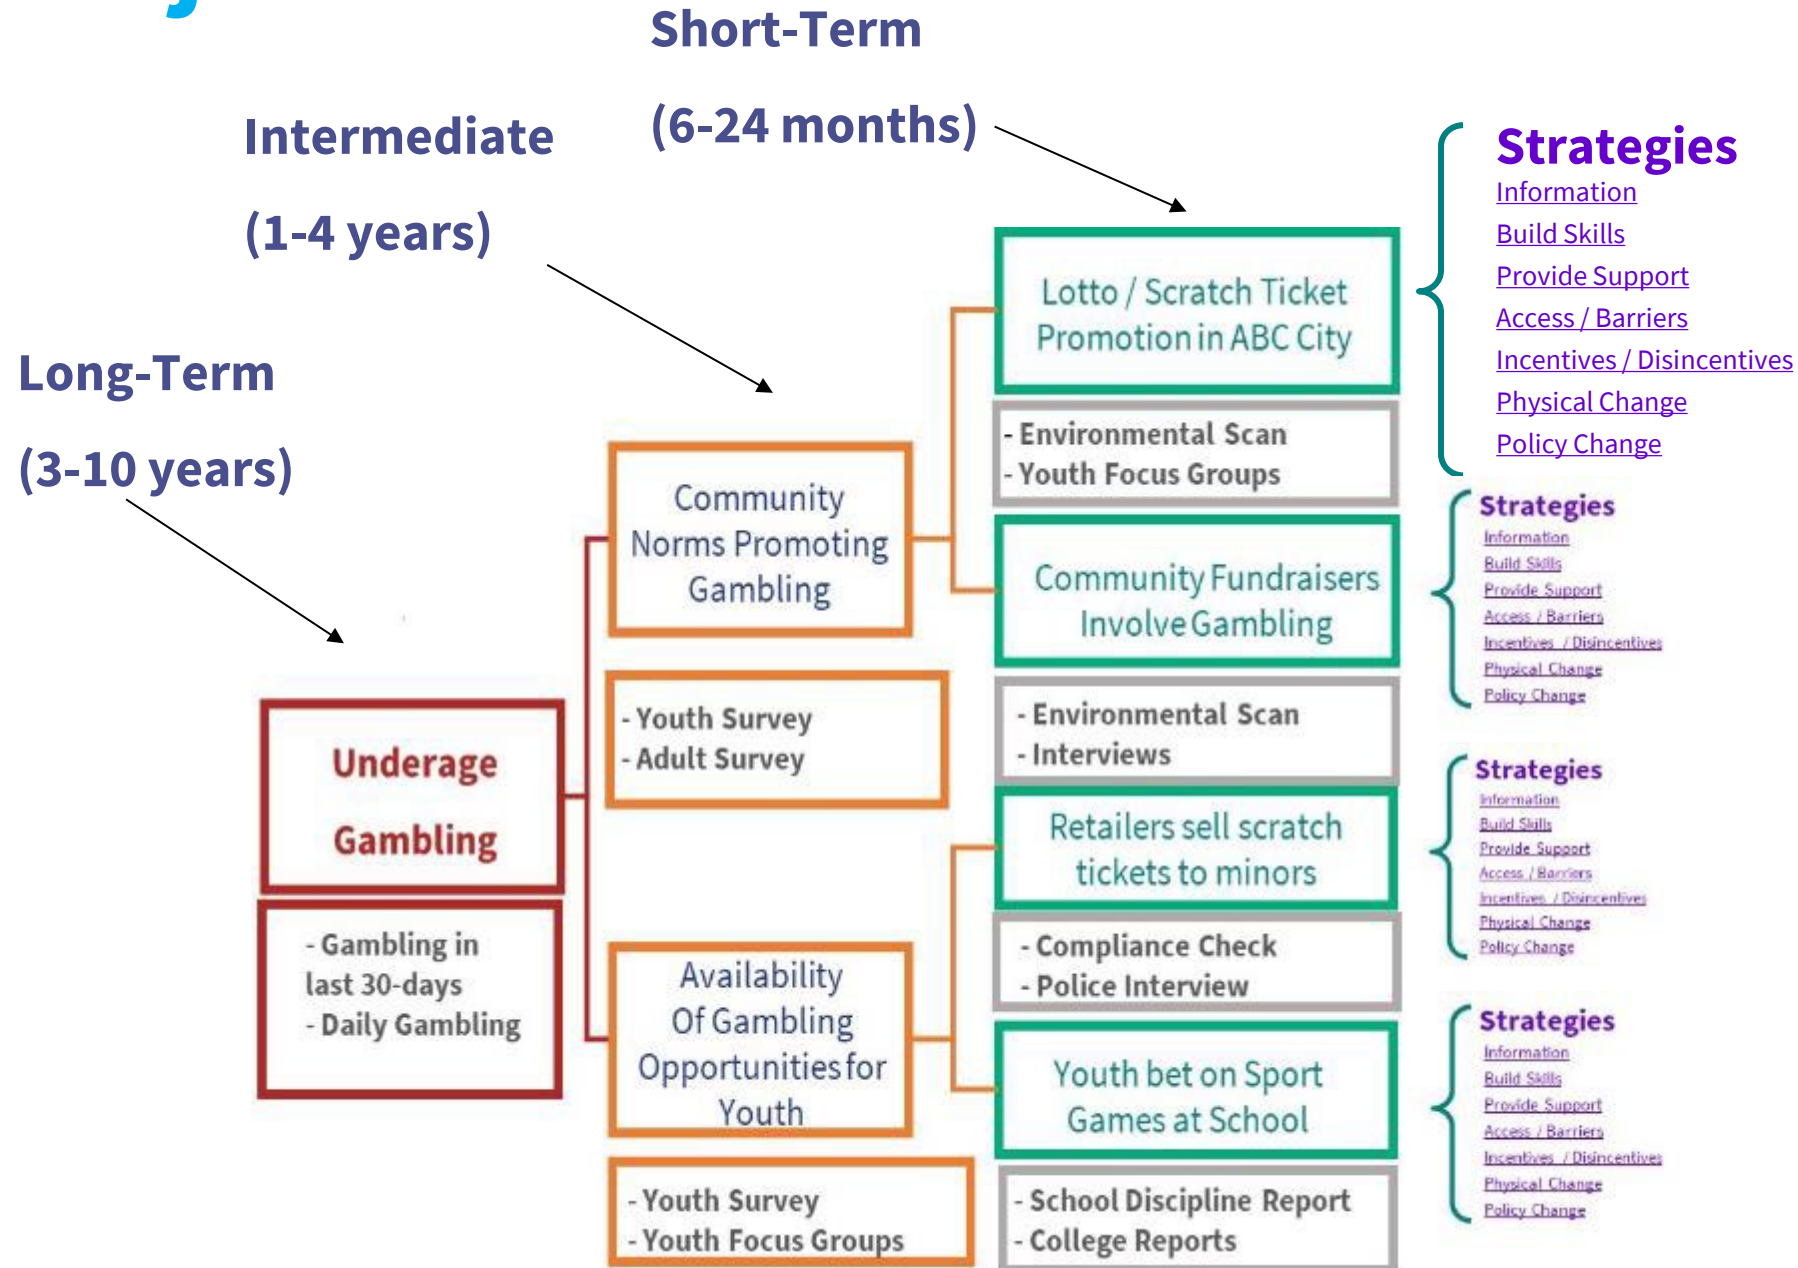 Short-Term
(6-24 months)
Intermediate
(1-4 years)
Long-Term
(3-10 years)
Underage
Gambling
- Gambling in
last 30-days
- Daily Gambling
Community
Norms Promoting
Gambling
- Youth Survey
- Adult Survey
Availability
Of Gambling
Opportunities for
Youth
- Youth Survey
- Youth Focus Groups
Lotto / Scratch Ticket
Promotion in ABC City
- Environmental Scan
- Youth Focus Groups
Community Fundraisers
Involve Gambling
- Environmental Scan
- Interviews
Retailers sell scratch
tickets to minors
- Compliance Check
- Police Interview
Youth bet on Sport
Games at School
- School Discipline Report
- College Reports
Strategies
Information
Build Skills
Provide Support
Access / Barriers
Incentives / Disincentives
Physical Change
Policy Change
Strategies
Information
Build Skills
Provide Support
Access / Barriers
Incentives / Disincentives
Physical Change
Policy Change
Strategies
Information
Build Skills
Provide Support
Access / Barriers
Incentives / Disincentives
Physical Change
Policy Change
Strategies
Information
Build Skills
Provide Support
Access / Barriers
Incentives / Disincentives
Physical Change
Policy Change